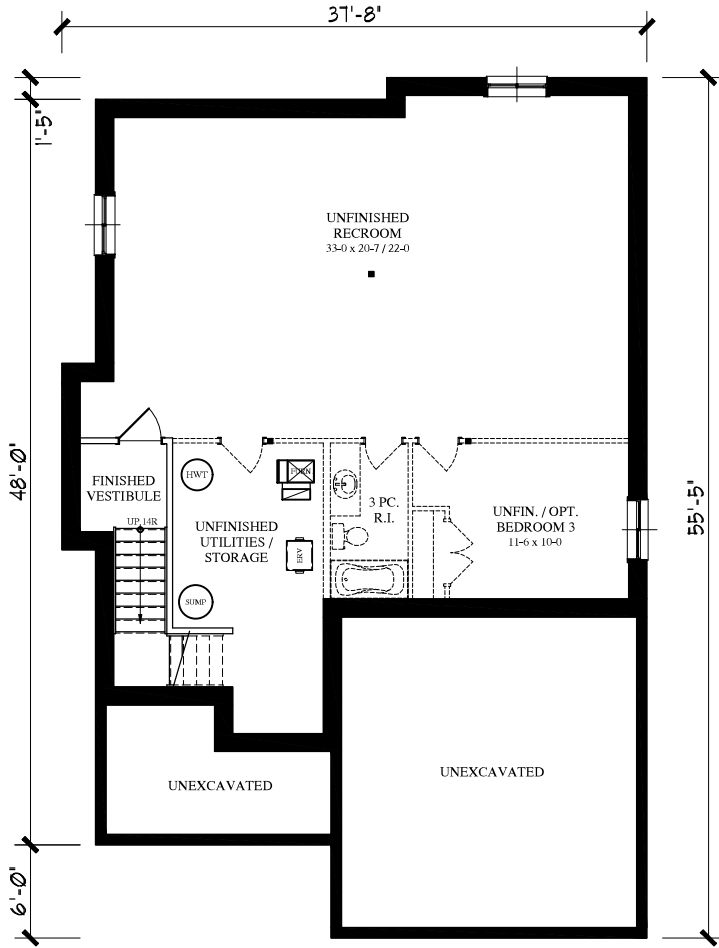 37'-8"
1'-5"
UNFINISHED
RECROOM
33-0 x 20-7 / 22-0
48'-0"
55'-5"
FINISHED
VESTIBULE
UP 14R
HWT
FURN
UNFINISHED
UTILITIES /
STORAGE
ERV
SUMP
3 PC.
R.I.
UNFIN. / OPT.
BEDROOM 3
11-6 x 10-0
UNEXCAVATED
UNEXCAVATED
6'-0"